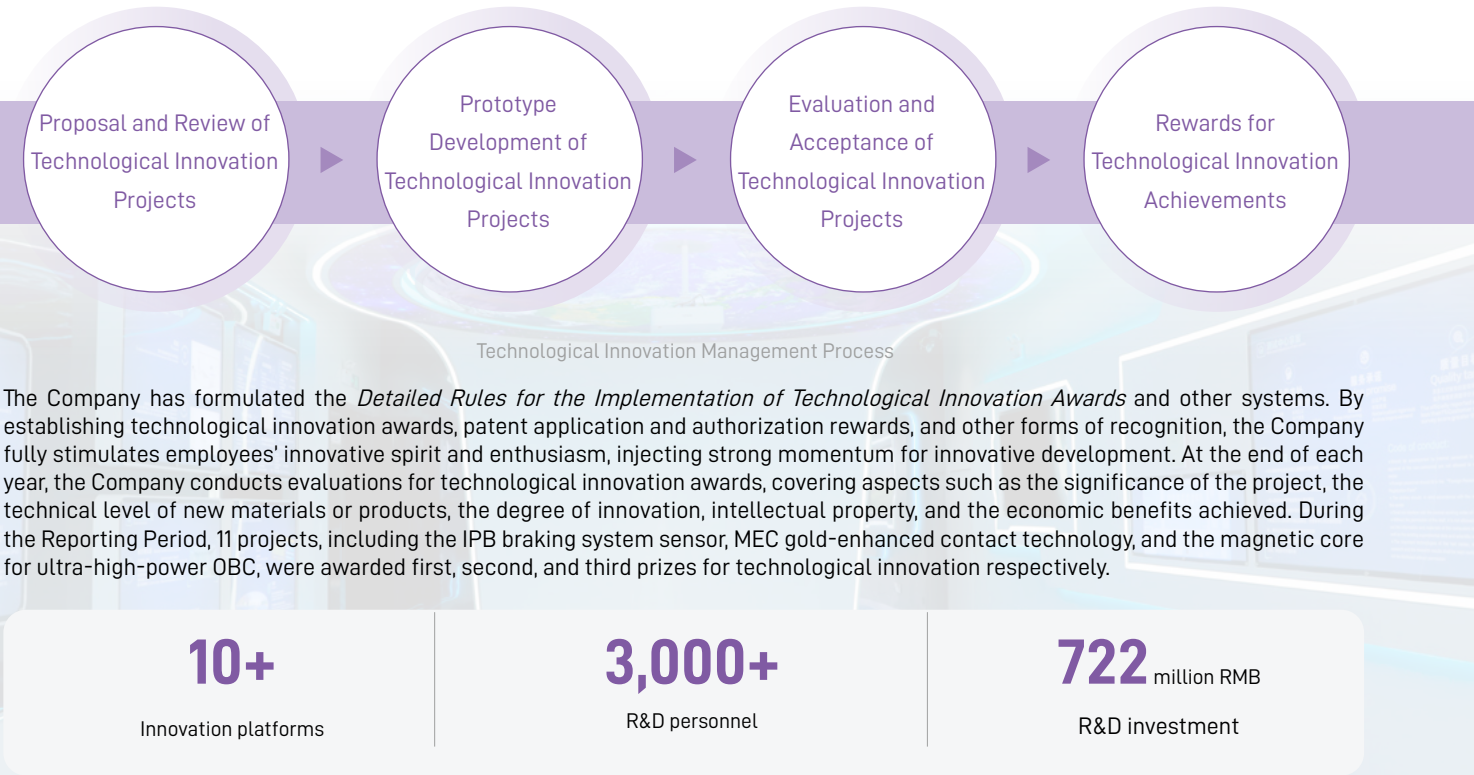 Proposal and Review of
Technological Innovation
Projects
Prototype
Development of
Technological Innovation
Projects
Evaluation and
Acceptance of
Technological Innovation
Projects
Rewards for
Technological Innovation
Achievements
Technological Innovation Management Process
The Company has formulated the Detailed Rules for the Implementation of Technological Innovation Awards and other systems. By
establishing technological innovation awards, patent application and authorization rewards, and other forms of recognition, the Company
fully stimulates employees' innovative spirit and enthusiasm, injecting strong momentum for innovative development. At the end of each
year, the Company conducts evaluations for technological innovation awards, covering aspects such as the significance of the project, the
technical level of new materials or products, the degree of innovation, intellectual property, and the economic benefits achieved. During
the Reporting Period, 11 projects, including the IPB braking system sensor, MEC gold-enhanced contact technology, and the magnetic core
for ultra-high-power OBC, were awarded first, second, and third prizes for technological innovation respectively.
10+
Innovation platforms
3,000+
R&D personnel
722 million RMB
R&D investment